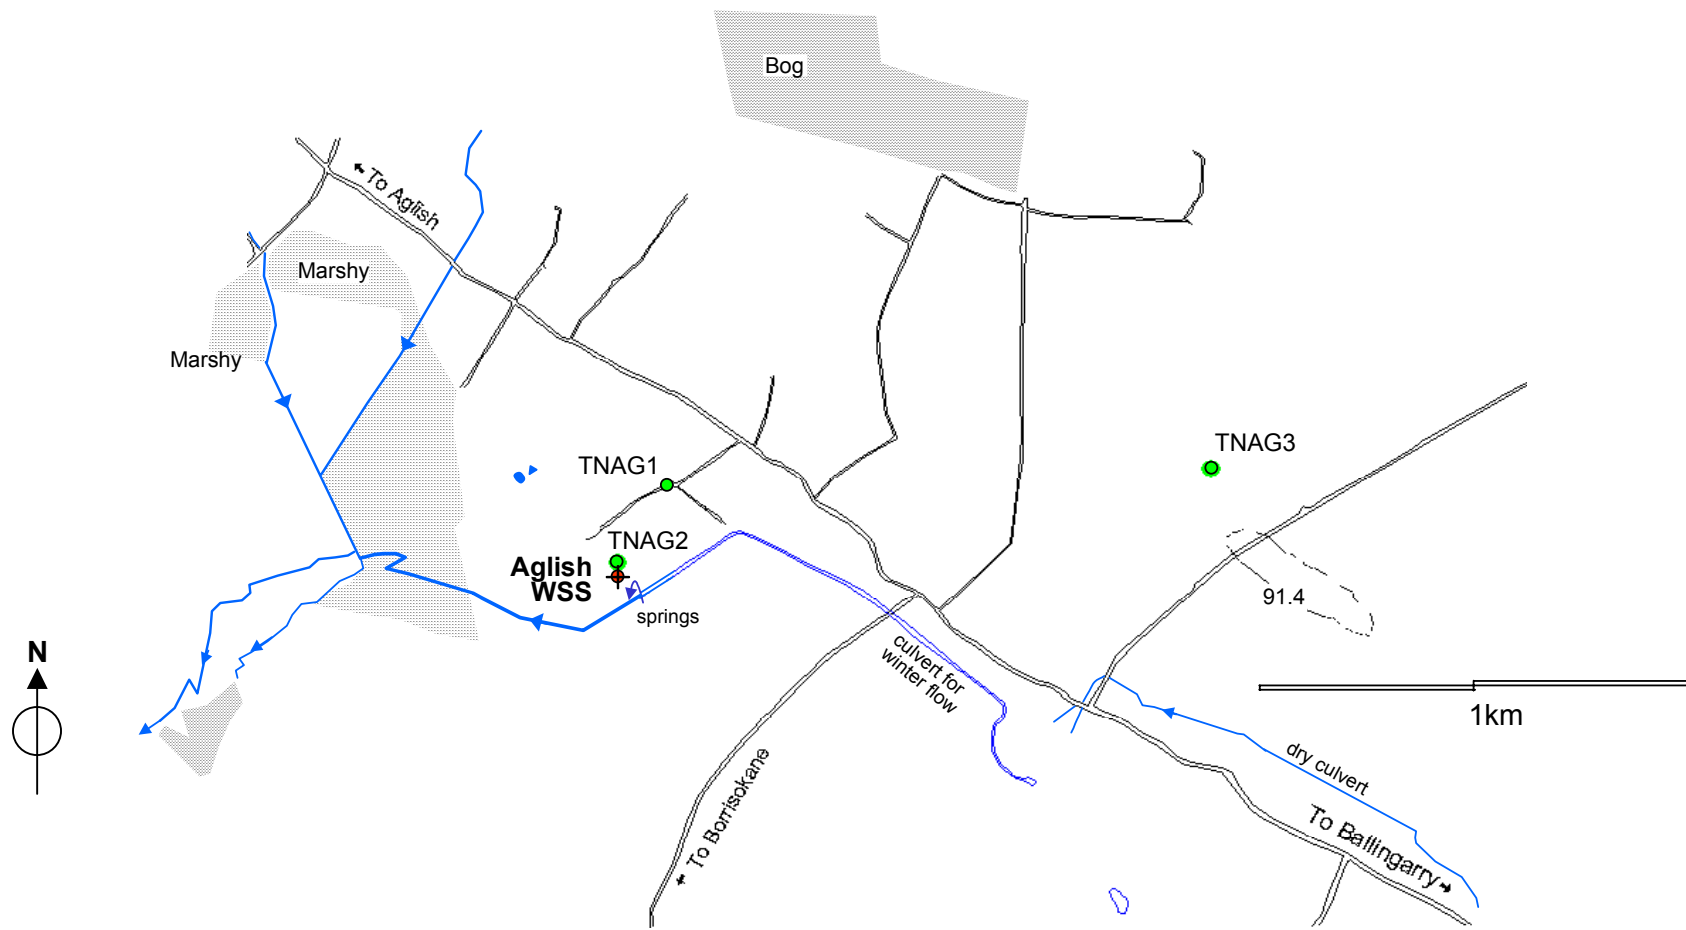 Bog
To Aglish
Marshy
Marshy
TNAG3
TNAG1
TNAG2
Aglish
WSS
springs
91.4
culvert for
winter flow
N
1km
dry culvert
To Borrisokane
To Ballingarry